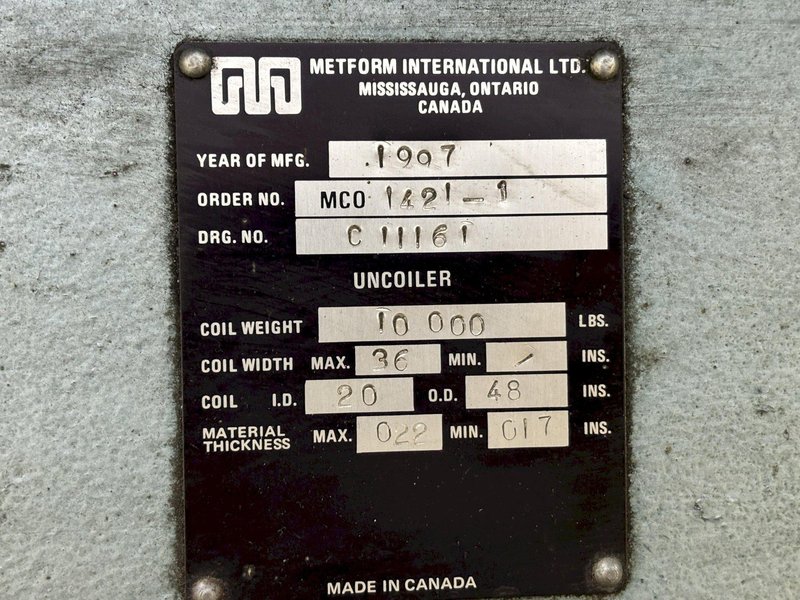 METFORM INTERNATIONAL LTD.
MISSISSAUGA, ONTARIO
CANADA
YEAR OF MFG. 1997
ORDER NO. MCO 1421-1
DRG. NO. C 11161
UNCOILER
COIL WEIGHT 10 000 LBS.
COIL WIDTH MAX. 36 MIN. / INS.
COIL I.D. 20 O.D. 48 INS.
MATERIAL THICKNESS MAX. 022 MIN. 017 INS.
MADE IN CANADA